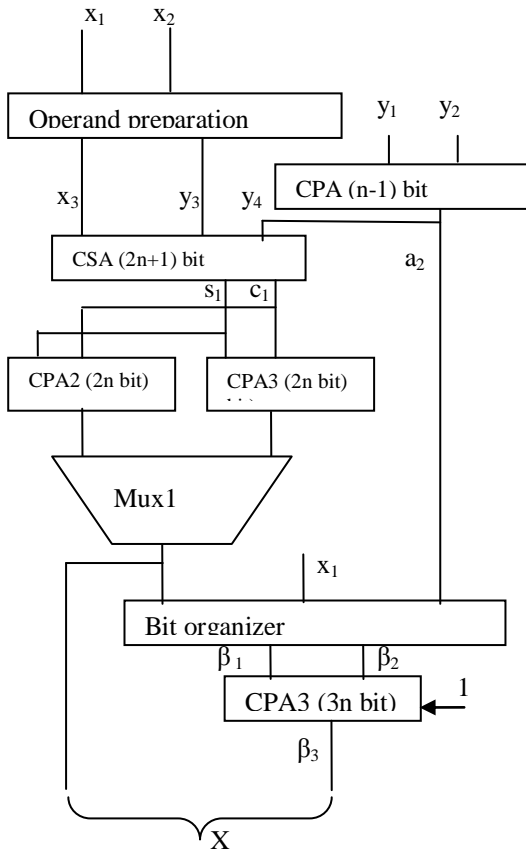 x1 x2
Operand preparation
y1 y2
CPA (n-1) bit
x3 y3 y4
CSA (2n+1) bit
a2
s1 c1
CPA2 (2n bit)
CPA3 (2n bit)
Mux1
x1
Bit organizer
β1 β2
CPA3 (3n bit)
1
β3
X